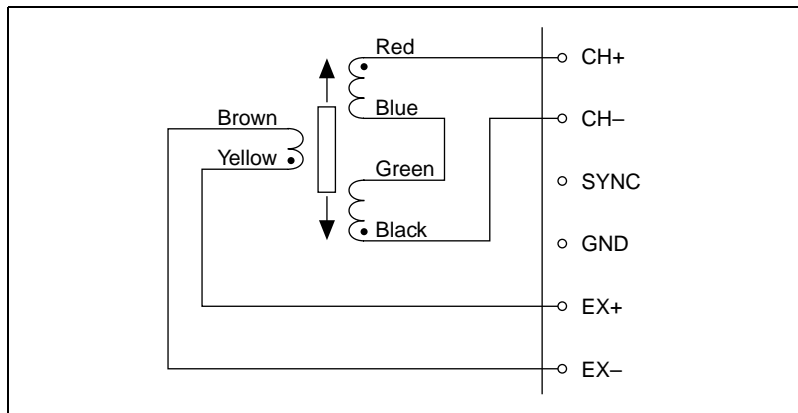 Red
CH+
Blue
CH–
Brown
Yellow
Green
SYNC
Black
GND
EX+
EX–